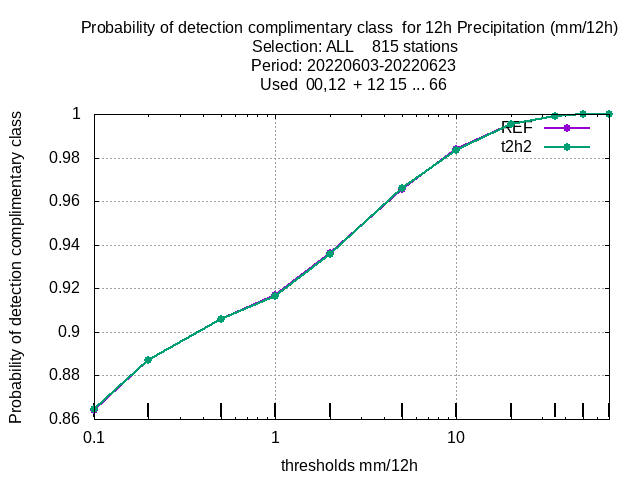 Probability of detection complimentary class  for 12h Precipitation (mm/12h)
Selection: ALL    815 stations
Period: 20220603-20220623
Used  00,12  + 12 15 ... 66
Probability of detection complimentary class
1
0.98
0.96
0.94
0.92
0.9
0.88
0.86
REF
t2h2
0.1
1
10
thresholds mm/12h